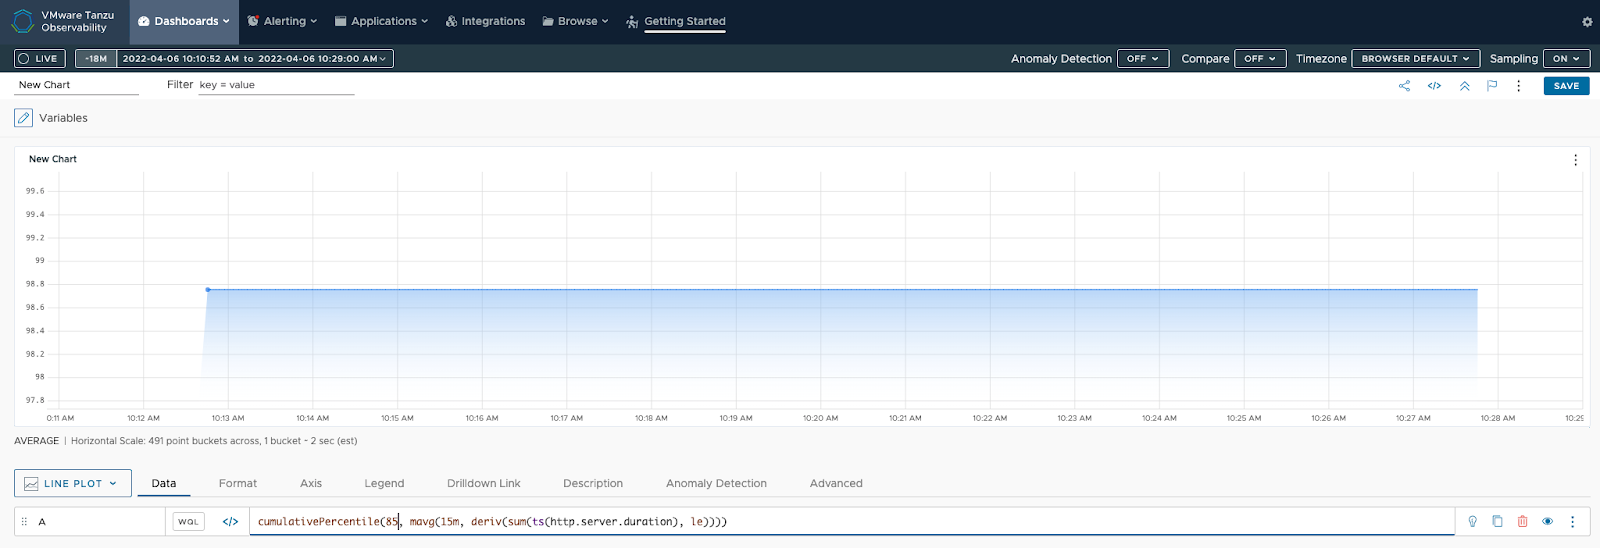 VMware Tanzu
Observability
Dashboards
Alerting
Applications
Integrations
Browse
Getting Started
LIVE
-18M
2022-04-06 10:10:52 AM to 2022-04-06 10:29:00 AM
Anomaly Detection OFF
Compare OFF
Timezone BROWSER DEFAULT
Sampling ON
New Chart
Filter key = value
</>
SAVE
Variables
New Chart
99.6
99.4
99.2
99
98.8
98.6
98.4
98.2
98
97.8
0:11 AM 10:12 AM 10:13 AM 10:14 AM 10:15 AM 10:16 AM 10:17 AM 10:18 AM 10:19 AM 10:20 AM 10:21 AM 10:22 AM 10:23 AM 10:24 AM 10:25 AM 10:26 AM 10:27 AM 10:28 AM 10:29
AVERAGE | Horizontal Scale: 491 point buckets across, 1 bucket ~ 2 sec (est)
LINE PLOT
Data
Format
Axis
Legend
Drilldown Link
Description
Anomaly Detection
Advanced
A
WQL
</>
cumulativePercentile(85, mavg(15m, deriv(sum(ts(http.server.duration), le))))